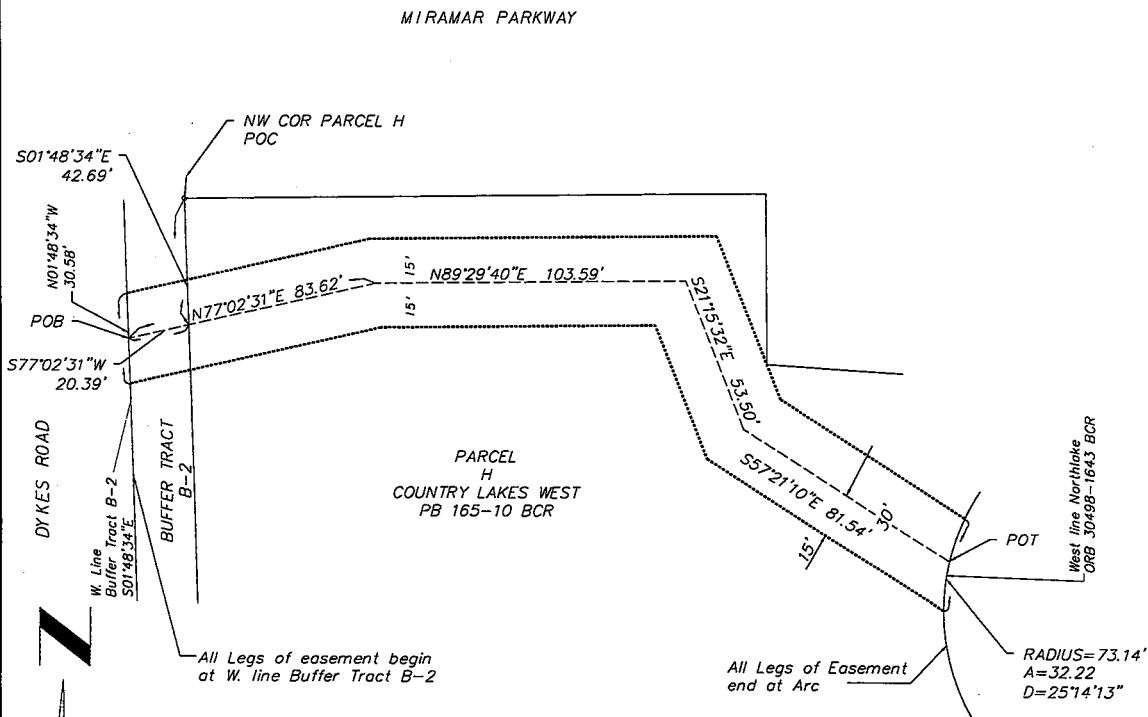 MIRAMAR PARKWAY
NW COR PARCEL H
POC
S01°48'34"E
42.69'
N01°48'34"W
30.58'
POB
S77°02'31"W
20.39'
N77°02'31"E 83.62'
15'
15'
N89°29'40"E 103.59'
S21°15'32"E 53.50'
S57°21'10"E 81.54'
30'
15'
POT
West line Northlake
ORB 30498-1643 BCR
DYKES ROAD
W. Line
Buffer Tract B-2
S01°48'34"E
BUFFER TRACT
B-2
PARCEL
H
COUNTRY LAKES WEST
PB 165-10 BCR
All Legs of easement begin
at W. line Buffer Tract B-2
All Legs of Easement
end at Arc
RADIUS=73.14'
A=32.22
D=25°14'13"